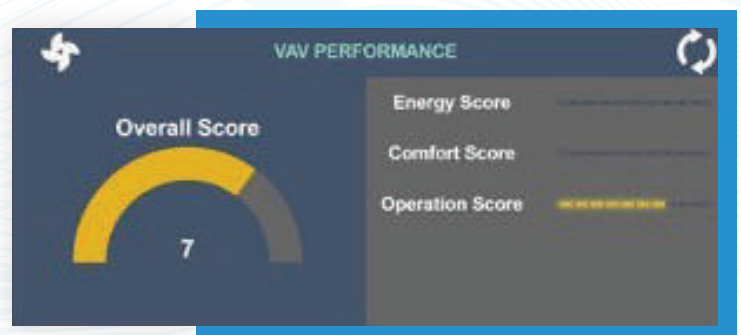 VAV PERFORMANCE
Overall Score
7
Energy Score
Comfort Score
Operation Score